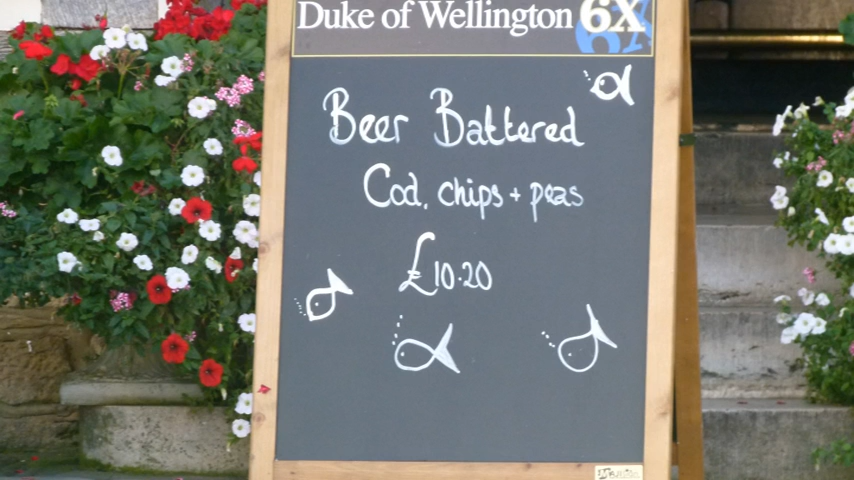 Duke of Wellington 6X
Beer Battered
Cod, chips + peas
£10.20